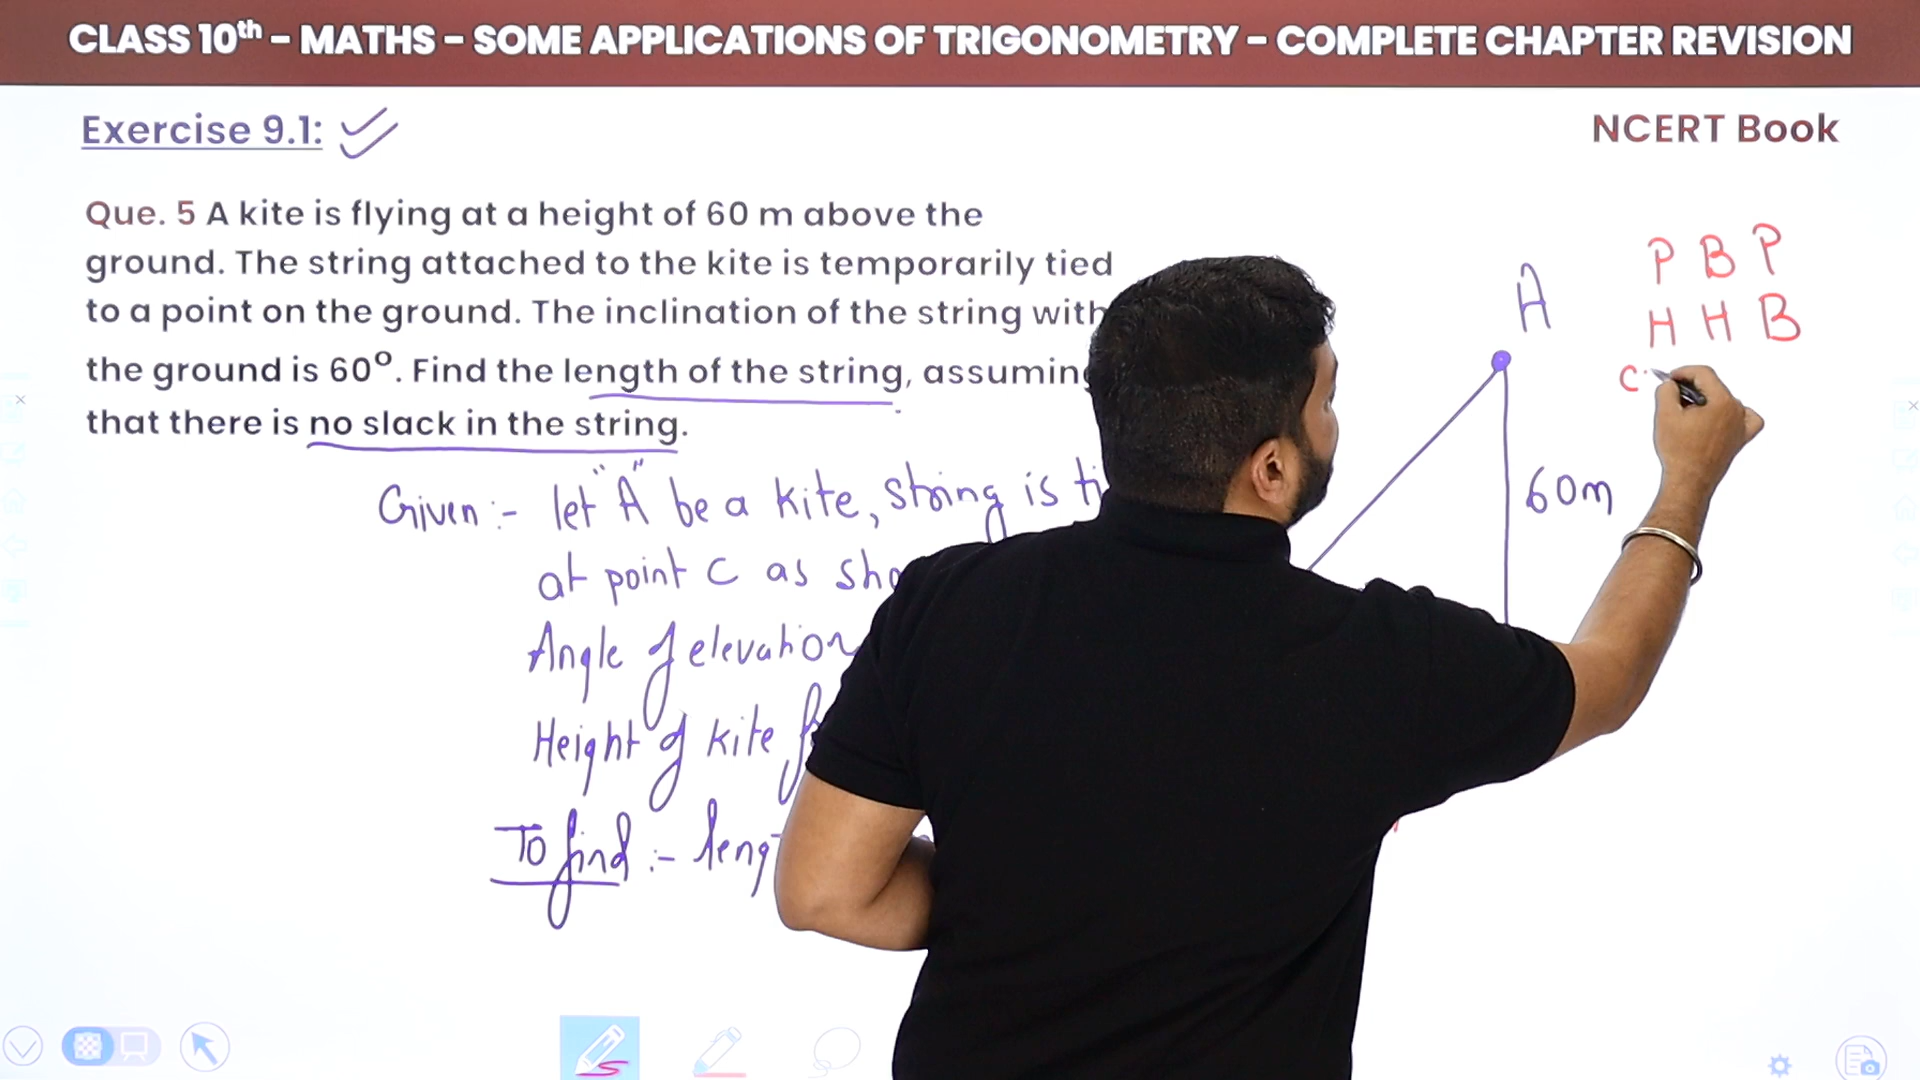 CLASS 10th - MATHS - SOME APPLICATIONS OF TRIGONOMETRY - COMPLETE CHAPTER REVISION
Exercise 9.1:
NCERT Book
Que. 5 A kite is flying at a height of 60 m above the
ground. The string attached to the kite is temporarily tied
to a point on the ground. The inclination of the string with
the ground is 60°. Find the length of the string, assuming
that there is no slack in the string.
Given :- let "A" be a kite, string is
at point C as
Angle of elevation
Height of kite
To find :-
A
60m
P B P
H H B